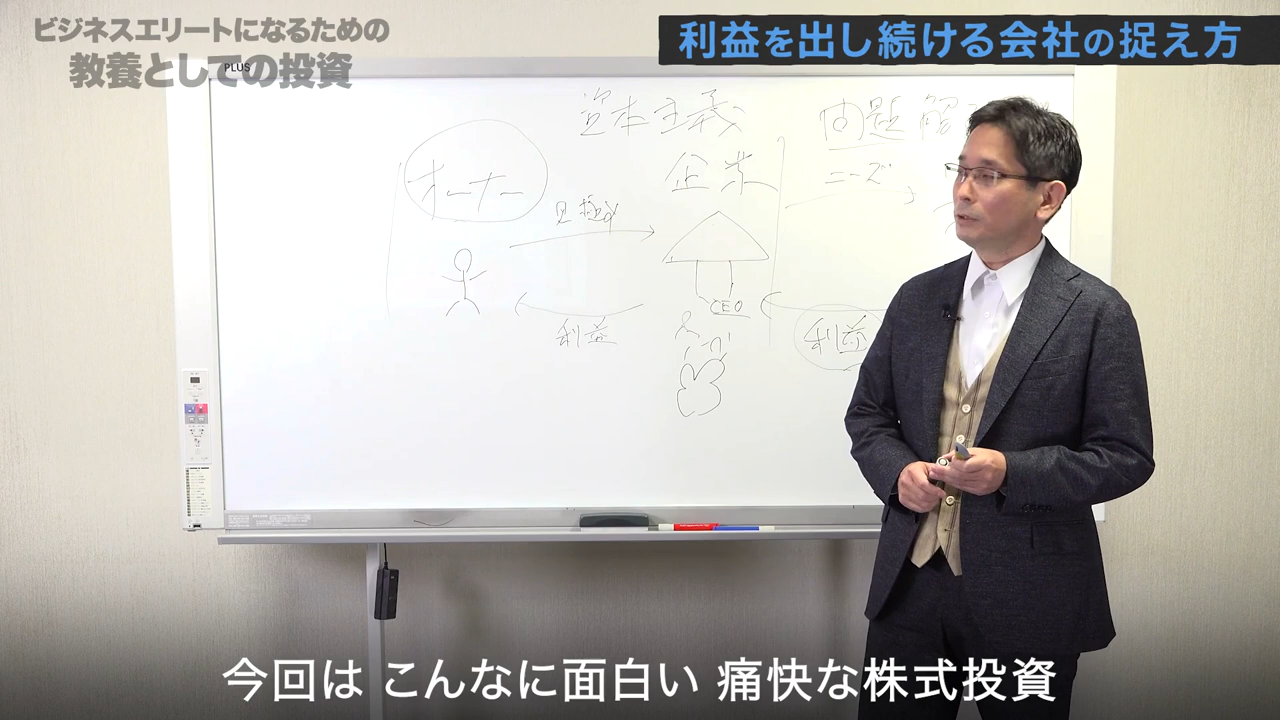 ビジネスエリートになるための
教養としての投資
利益を出し続ける会社の捉え方
PLUS
資本主義
問題解
オーナー
企業
ニーズ
利益
CEO
利益
今回は こんなに面白い 痛快な株式投資